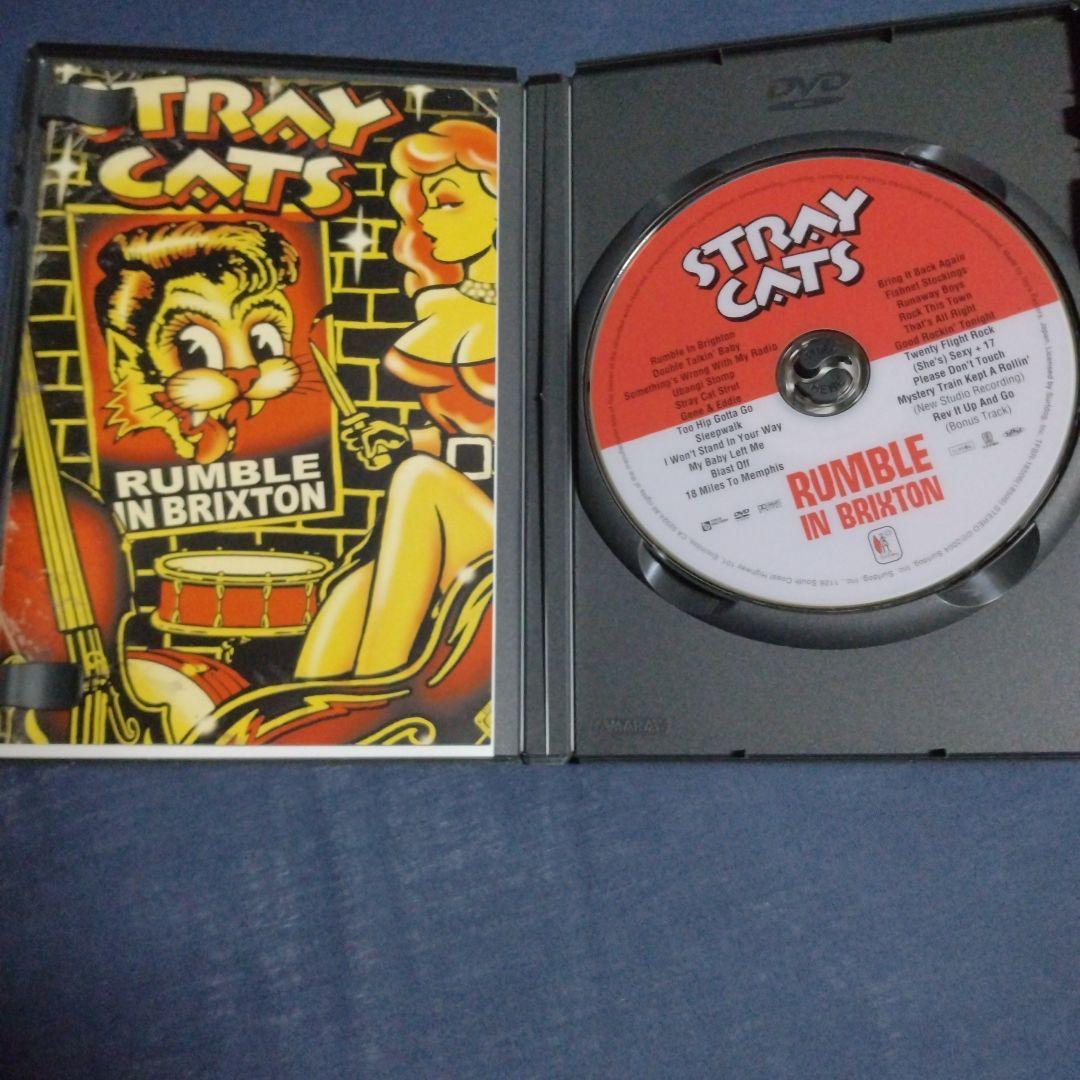 STRAY
CATS
RUMBLE
IN BRIXTON
DVD
STRAY
CATS
Rumble In Brighton
Double Talkin' Baby
Something's Wrong With My Radio
Ubangi Stomp
Stray Cat Strut
Gene & Eddie
Too Hip Gotta Go
Sleepwalk
I Won't Stand In Your Way
My Baby Left Me
Blast Off
18 Miles To Memphis
Bring It Back Again
Fishnet Stockings
Runaway Boys
Rock This Town
That's All Right
Good Rockin' Tonight
Twenty Flight Rock
(She's) Sexy + 17
Please Don't Touch
Mystery Train Kept A Rollin'
(New Studio Recording)
Rev It Up And Go
(Bonus Track)
RUMBLE
IN BRIXTON
DVD
AMARAY